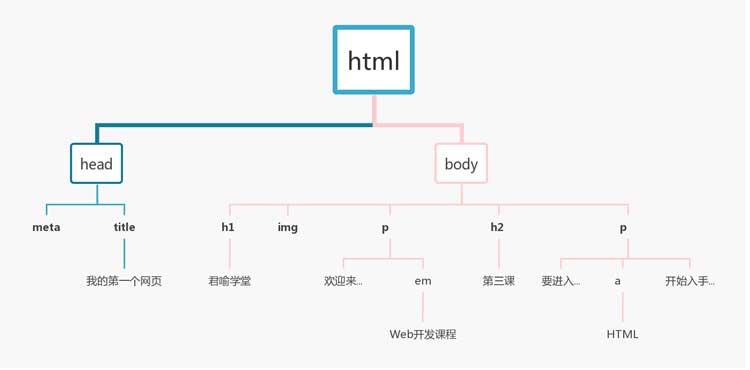 html
head
body
meta
title
h1
img
p
h2
p
我的第一个网页
君喻学堂
欢迎来...
em
第三课
要进入...
a
开始入手...
Web开发课程
HTML